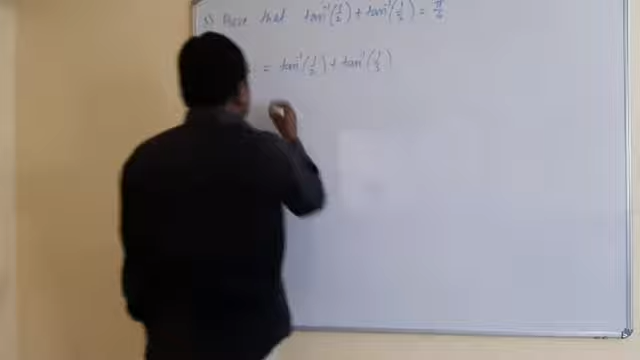 5) Prove that tan⁻¹(1/2) + tan⁻¹(1/3) = π/4
= tan⁻¹(1/2) + tan⁻¹(1/3)